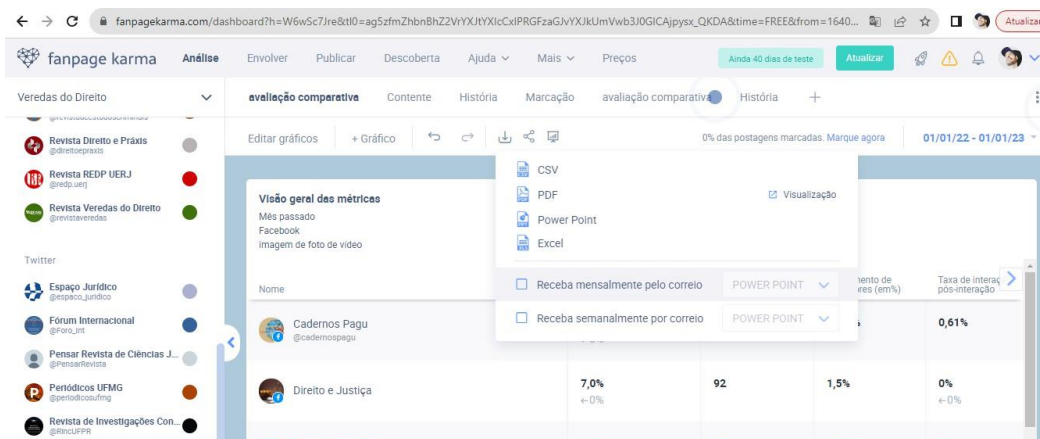 fanpagekarma.com/dashboard?h=W6wSc7Jre&tl0=ag5zfmZhbnBhZ2VrYXJtYXIcCxIPRGFzaGJvYXJkUmVwb3J0GICAjpysx_QKDA&time=FREE&from=1640...
Atualizar
fanpage karma
Análise
Envolver
Publicar
Descoberta
Ajuda
Mais
Preços
Ainda 40 dias de teste
Atualizar
Veredas do Direito
avaliação comparativa
Contente
História
Marcação
avaliação comparativa
História
Editar gráficos
+ Gráfico
0% das postagens marcadas. Marque agora
01/01/22 - 01/01/23
@revistadeestudoscriminais
Revista Direito e Práxis
@direitoepraxis
Revista REDP UERJ
@redp.uerj
Revista Veredas do Direito
@revistaveredas
Twitter
Espaço Jurídico
@espaco_juridico
Fórum Internacional
@Foro_int
Pensar Revista de Ciências J...
@PensarRevista
Periódicos UFMG
@periodicosufmg
Revista de Investigações Con...
@RincUFPR
CSV
PDF
Visualização
Power Point
Excel
Receba mensalmente pelo correio
POWER POINT
Receba semanalmente por correio
POWER POINT
Visão geral das métricas
Mês passado
Facebook
imagem de foto de vídeo
Nome
Taxa de interaç
pós-interação
Cadernos Pagu
@cadernospagu
0,61%
Direito e Justiça
7,0%
92
1,5%
0%
←0%
←0%